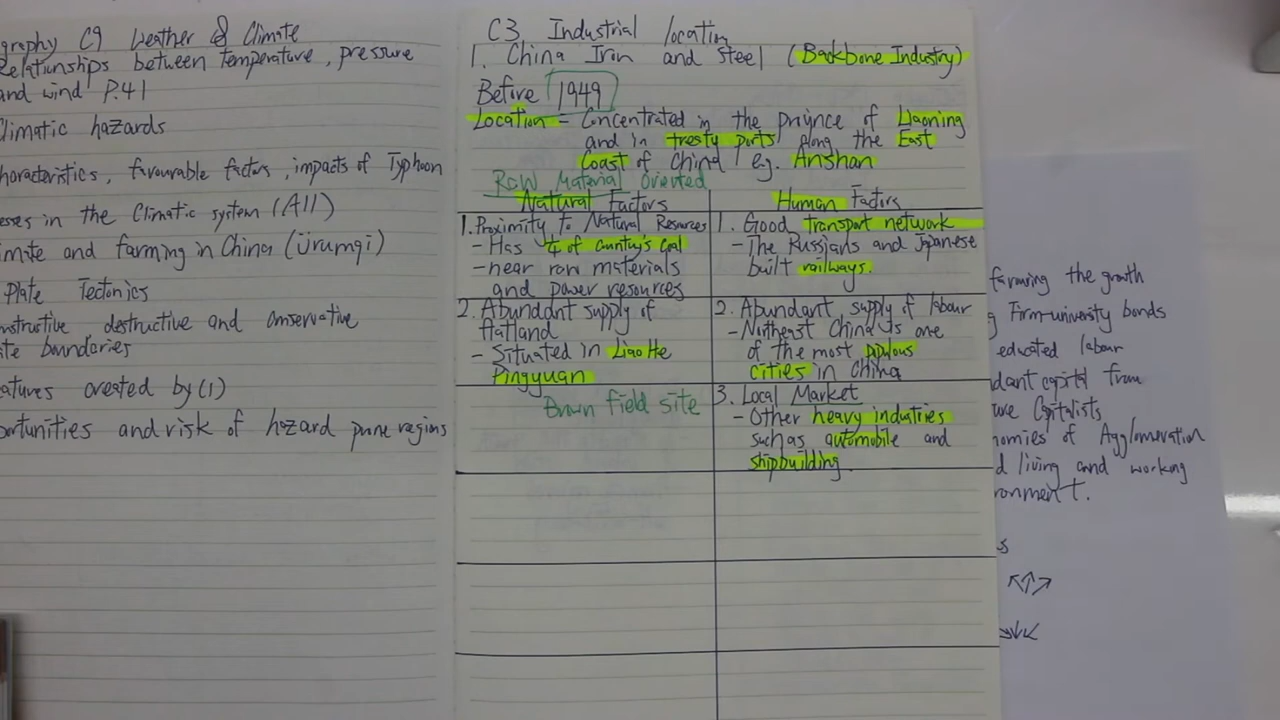 graphy C9 Weather & Climate
Relationships between Temperature, pressure
and wind P.41
Climatic hazards
haracteristics, favourable factors, impacts of Typhoon
esses in the Climatic system (A11)
imate and farming in China (Ürümqi)
Plate Tectonics
nstructive, destructive and conservative
te boundaries
atures created by (1)
portunities and risk of hazard prone regions
C3 Industrial location
1. China Iron and Steel (Backbone Industry)
Before 1949
Location = Concentrated in the province of Liaoning
and in treaty ports along the East
Coast of China e.g. Anshan
Raw Material Oriented
Natural Factors
1. Proximity to Natural Resources
- Has 1/4 of country's coal
- near raw materials
and power resources
2. Abundant supply of
flatland
- Situated in Liao He
Pingyuan
Brown field site
Human Factors
1. Good transport network
- The Russians and Japanese
built railways.
2. Abundant supply of labour
- Northeast China is one
of the most populous
cities in China
3. Local Market
- Other heavy industries
such as automobile and
shipbuilding.
favouring the growth
g Firm-university bonds
educated labour
dant capital from
ture Capitalists
nomies of Agglomeration
d living and working
ronment.
s